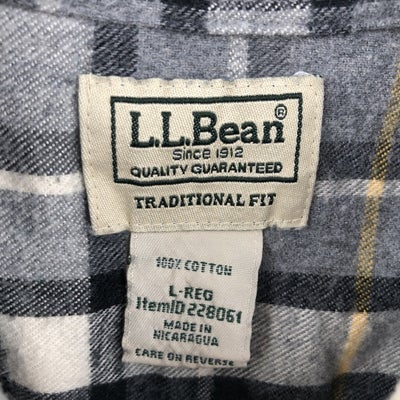 L.L.Bean®
Since 1912
QUALITY GUARANTEED
TRADITIONAL FIT
100% COTTON
L-REG
ItemID 228061
MADE IN
NICARAGUA
CARE ON REVERSE